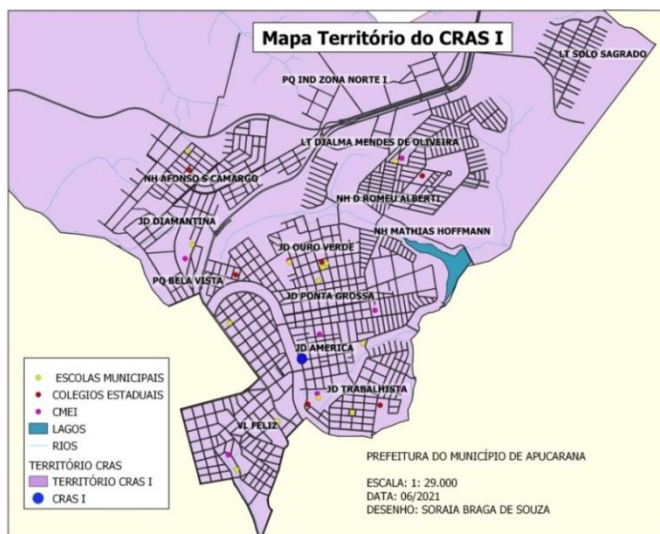 Mapa Território do CRAS I
LT SOLO SAGRADO
PQ IND ZONA NORTE I
LT DJALMA MENDES DE OLIVEIRA
NH AFONSO S CAMARGO
NH D ROMEU ALBERTI
JD DIAMANTINA
NH MATHIAS HOFFMANN
JD OURO VERDE
PQ BELA VISTA
JD PONTA GROSSA
JD AMERICA
JD TRABALHISTA
VL FELIZ
ESCOLAS MUNICIPAIS
COLEGIOS ESTADUAIS
CMEI
LAGOS
RIOS
TERRITÓRIO CRAS
TERRITÓRIO CRAS I
CRAS I
PREFEITURA DO MUNICÍPIO DE APUCARANA
ESCALA: 1: 29.000
DATA: 06/2021
DESENHO: SORAIA BRAGA DE SOUZA